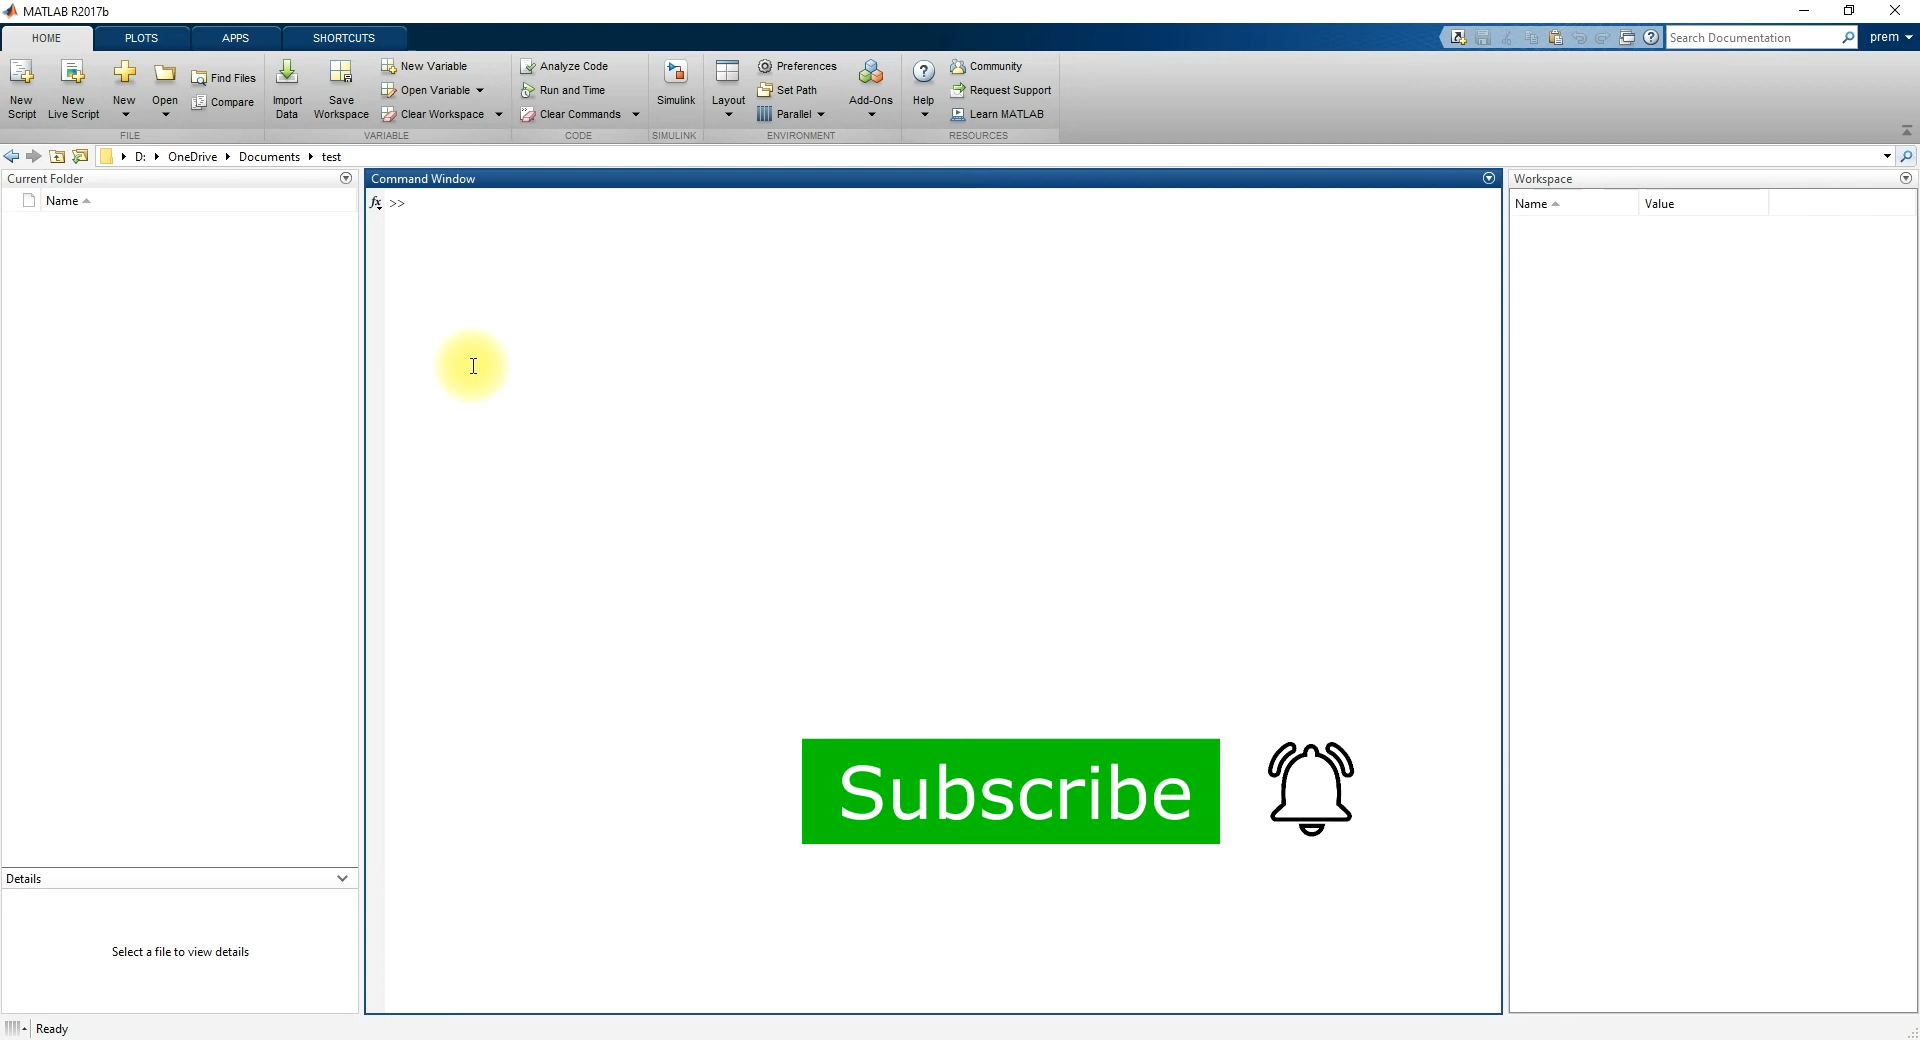 MATLAB R2017b
HOME PLOTS APPS SHORTCUTS
Search Documentation
prem
New Script
New Live Script
New
Open
Find Files
Compare
FILE
Import Data
Save Workspace
New Variable
Open Variable
Clear Workspace
VARIABLE
Analyze Code
Run and Time
Clear Commands
CODE
Simulink
SIMULINK
Layout
Preferences
Set Path
Parallel
Add-Ons
ENVIRONMENT
Help
Community
Request Support
Learn MATLAB
RESOURCES
D: OneDrive Documents test
Current Folder
Name
Command Window
fx >>
Workspace
Name Value
Subscribe
Details
Select a file to view details
Ready